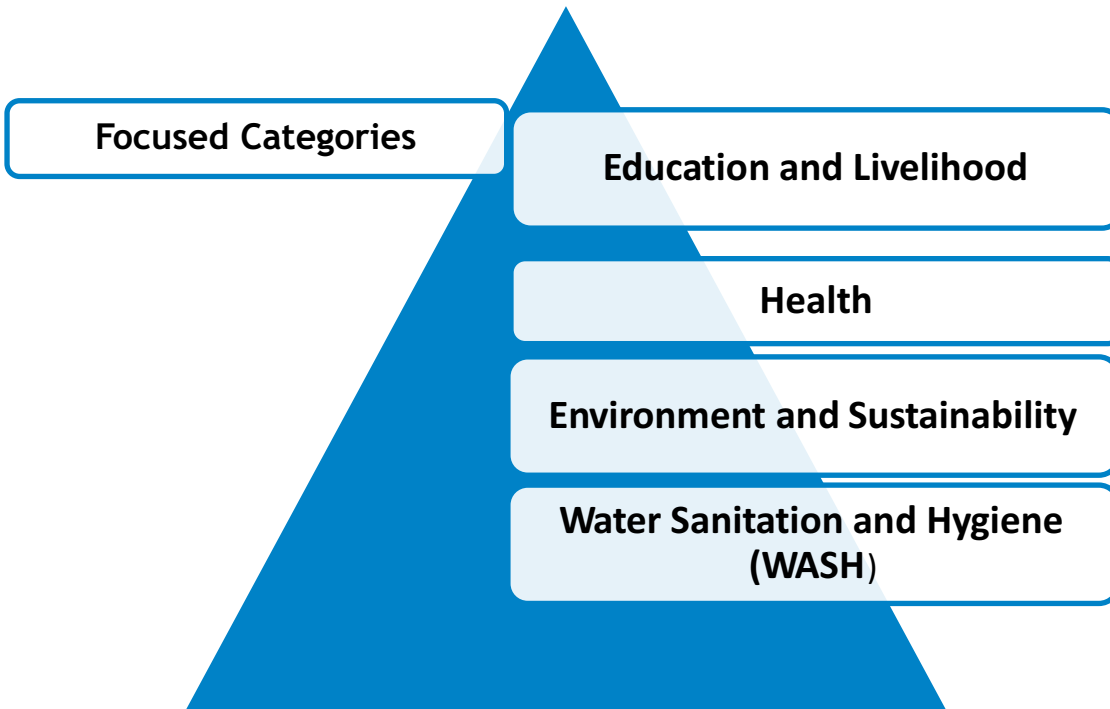 Focused Categories
Education and Livelihood
Health
Environment and Sustainability
Water Sanitation and Hygiene
(WASH)